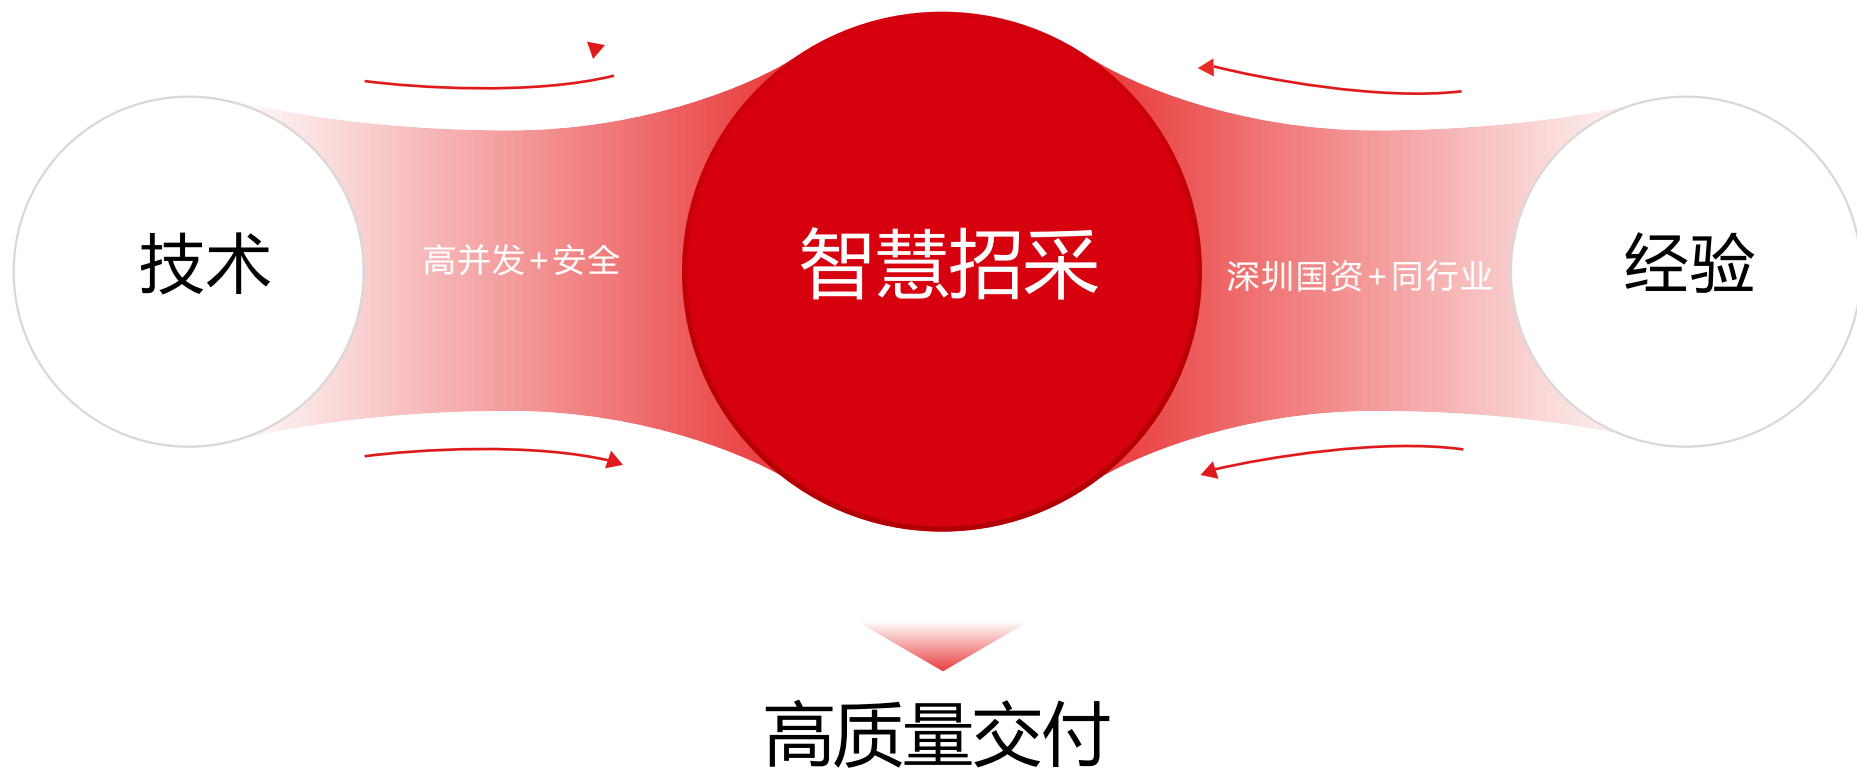 技术
高并发+安全
智慧招采
深圳国资+同行业
经验
高质量交付